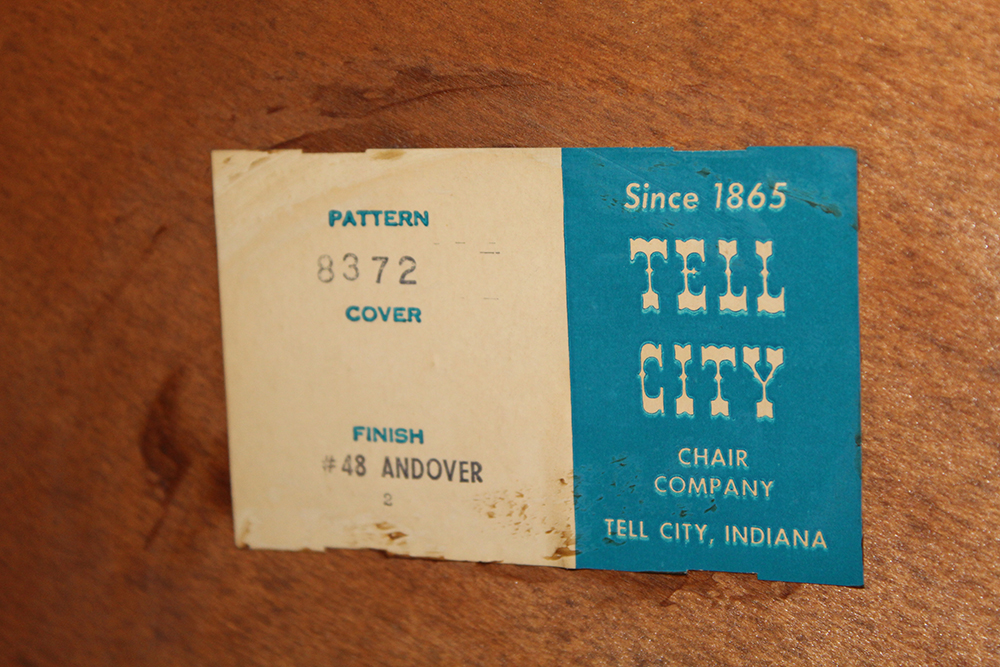 PATTERN
8372
COVER
FINISH
#48 ANDOVER
2
Since 1865
TELL
CITY
CHAIR
COMPANY
TELL CITY, INDIANA